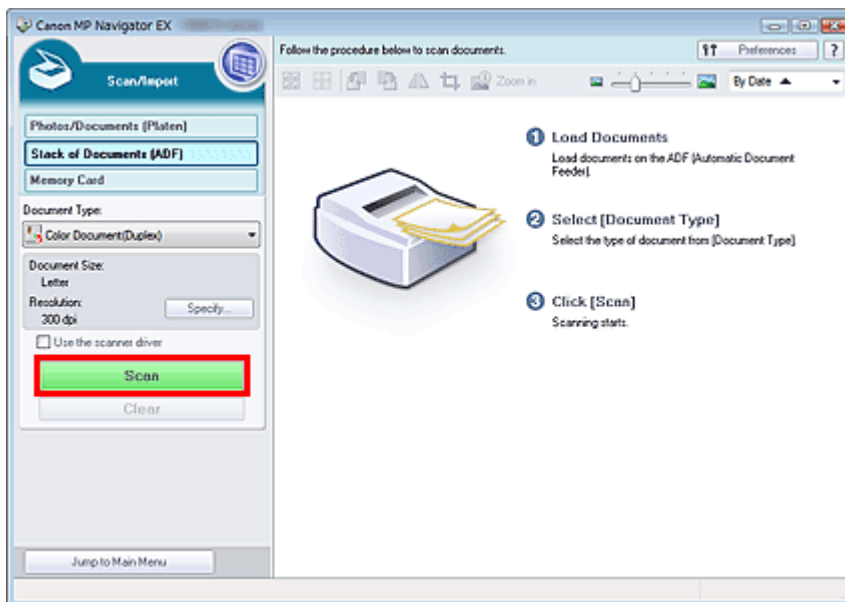 Canon MP Navigator EX
Scan/Import
Photos/Documents (Platen)
Stack of Documents (ADF)
Memory Card
Document Type:
Color Document(Duplex)
Document Size:
Letter
Resolution:
300 dpi
Specify...
Use the scanner driver
Scan
Clear
Jump to Main Menu
Follow the procedure below to scan documents.
Preferences
?
Zoom in
By Date
1 Load Documents
Load documents on the ADF (Automatic Document
Feeder).
2 Select [Document Type]
Select the type of document from [Document Type].
3 Click [Scan]
Scanning starts.